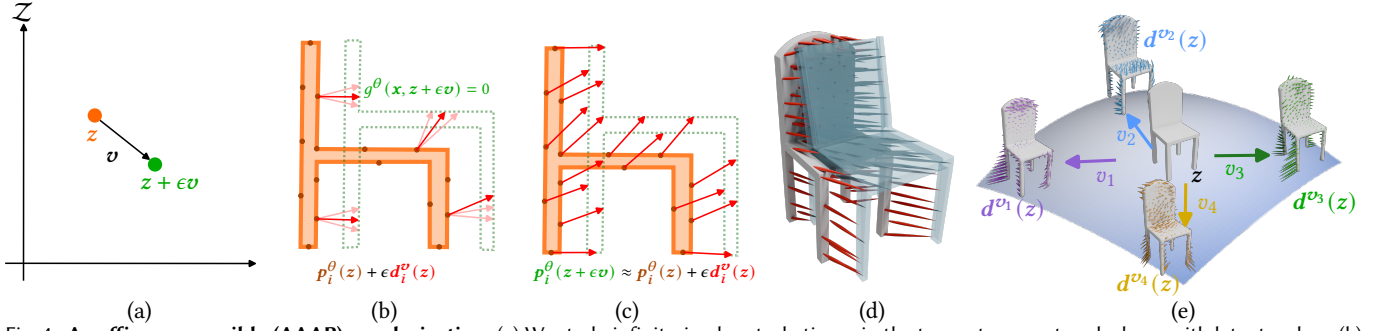 𝒵
z
v
z + ϵv
(a)
g^θ(x, z + ϵv) = 0
p_i^θ(z) + ϵd_i^v(z)
(b)
p_i^θ(z + ϵv) ≈ p_i^θ(z) + ϵd_i^v(z)
(c)
(d)
d^{v_2}(z)
v_2
v_1
z
v_3
v_4
d^{v_1}(z)
d^{v_3}(z)
d^{v_4}(z)
(e)